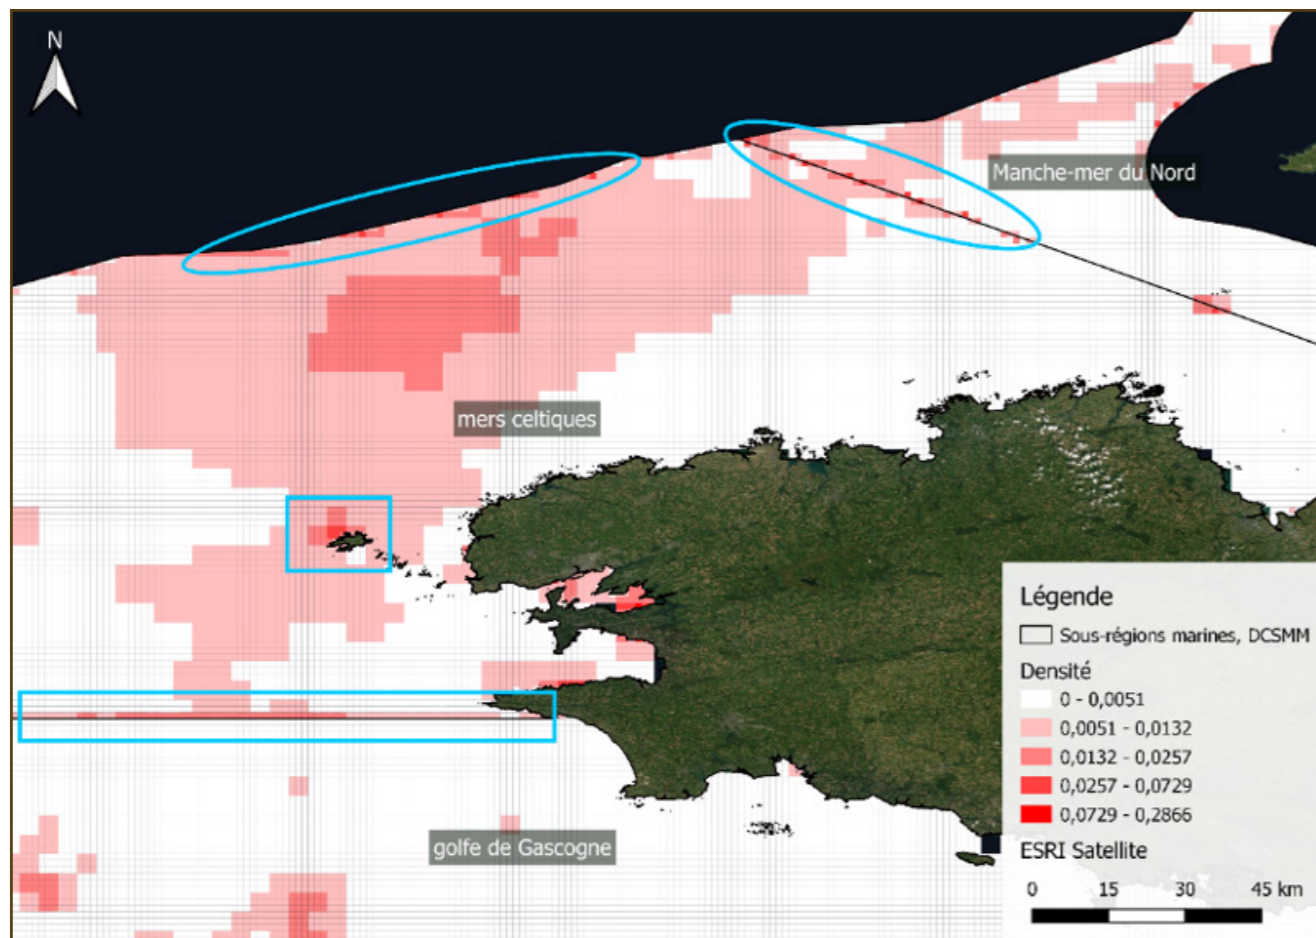 N
Manche-mer du Nord
mers celtiques
golfe de Gascogne
Légende
Sous-régions marines, DCSMM
Densité
0 - 0,0051
0,0051 - 0,0132
0,0132 - 0,0257
0,0257 - 0,0729
0,0729 - 0,2866
ESRI Satellite
0 15 30 45 km